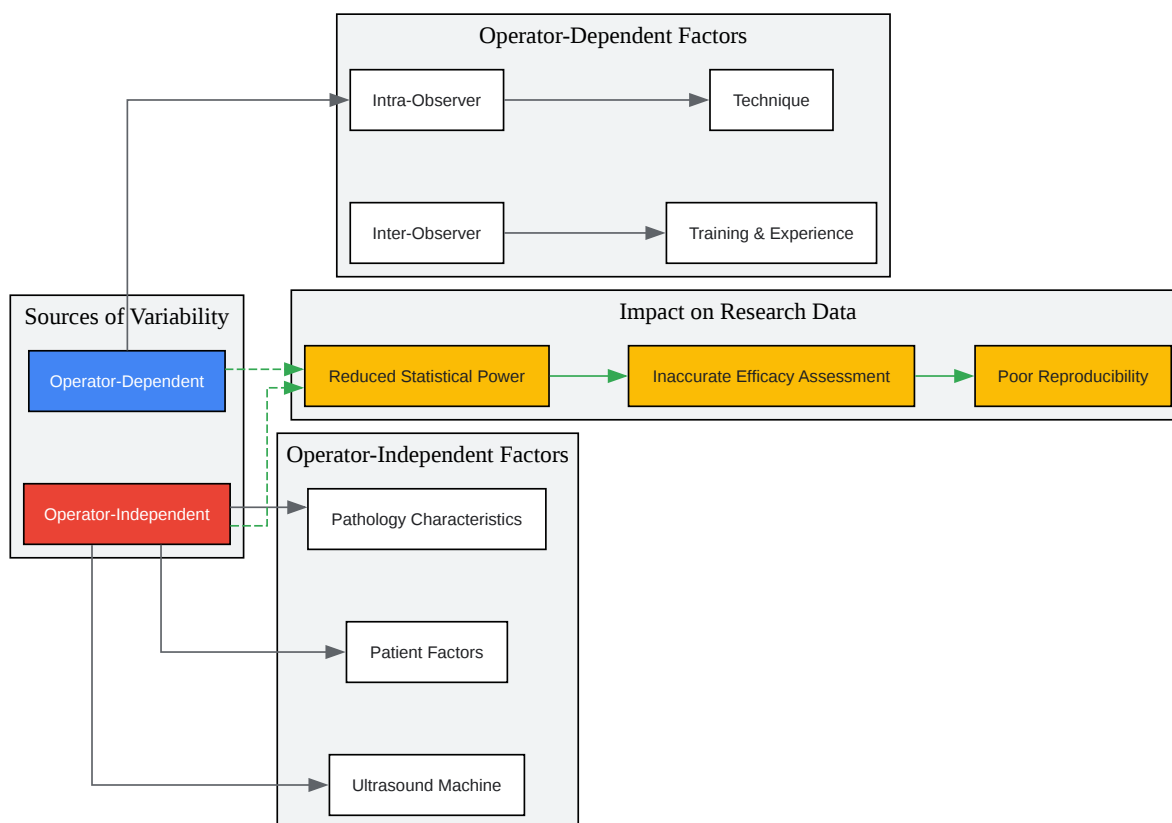 Operator-Dependent Factors
Intra-Observer
Technique
Inter-Observer
Training & Experience
Sources of Variability
Operator-Dependent
Operator-Independent
Impact on Research Data
Reduced Statistical Power
Inaccurate Efficacy Assessment
Poor Reproducibility
Operator-Independent Factors
Pathology Characteristics
Patient Factors
Ultrasound Machine